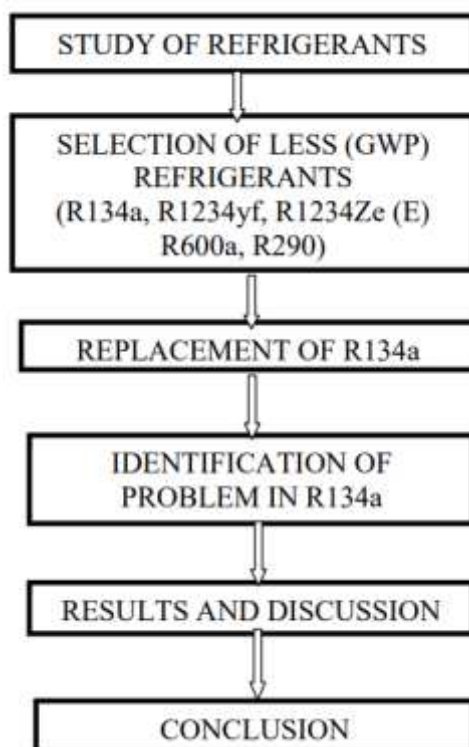 STUDY OF REFRIGERANTS
SELECTION OF LESS (GWP)
REFRIGERANTS
(R134a, R1234yf, R1234Ze (E)
R600a, R290)
REPLACEMENT OF R134a
IDENTIFICATION OF
PROBLEM IN R134a
RESULTS AND DISCUSSION
CONCLUSION